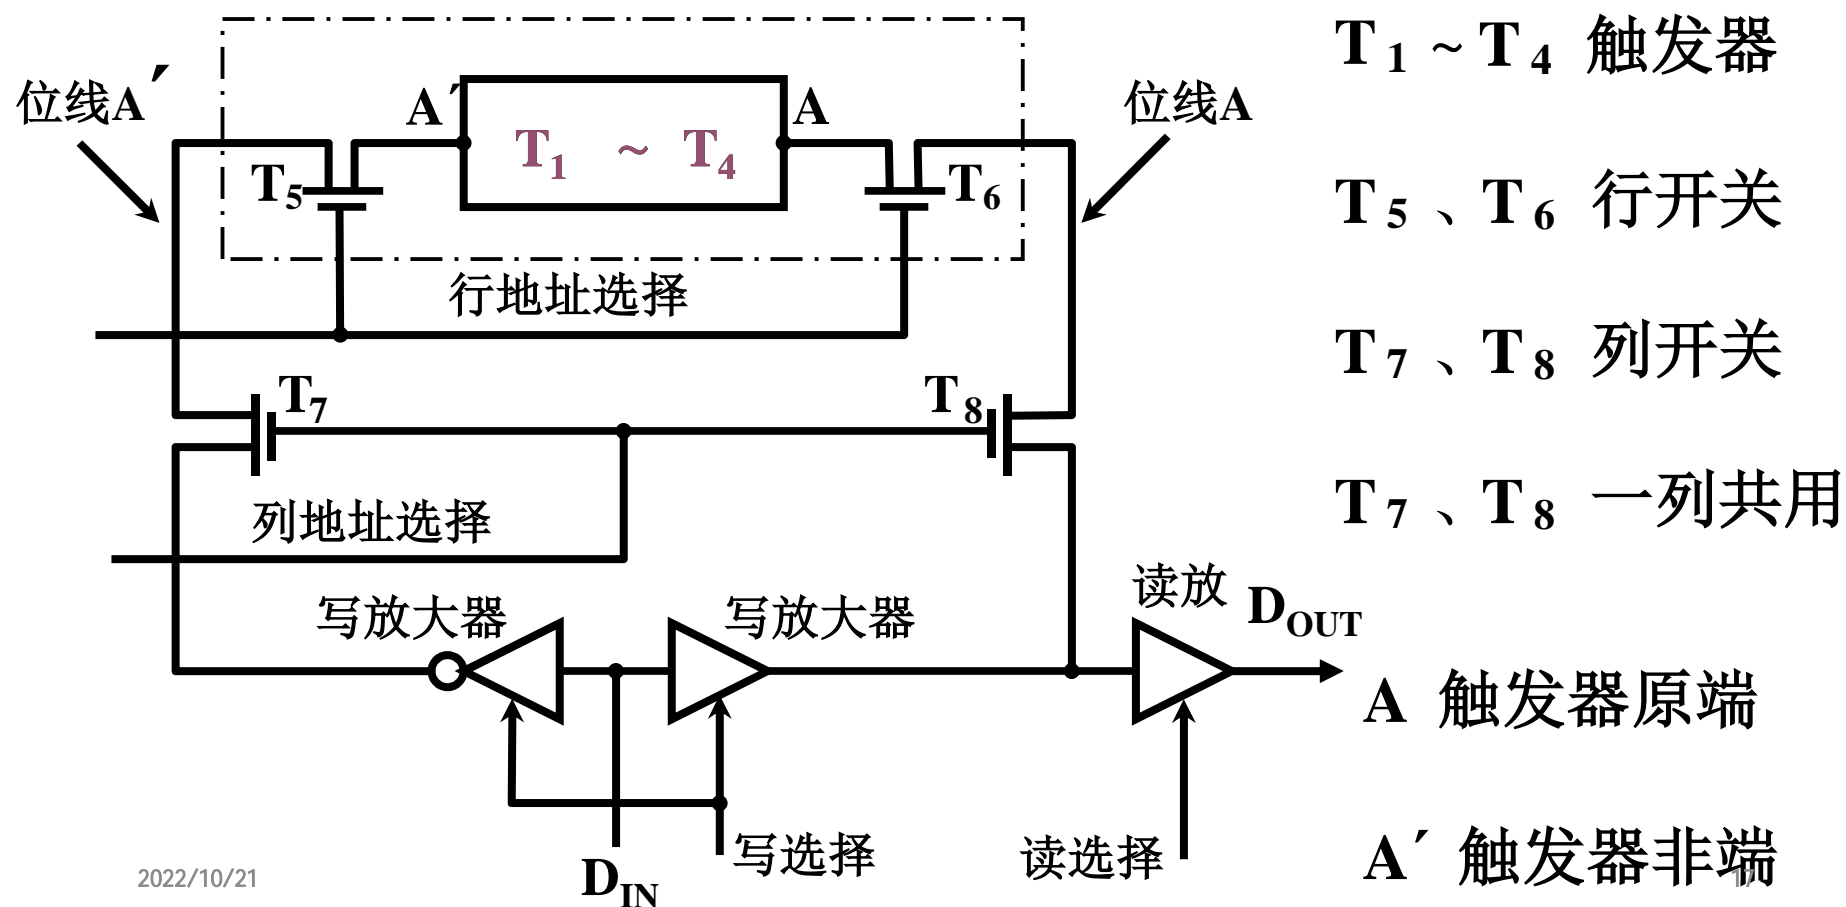 T1 ~ T4 触发器
位线A′
A′
A
位线A
T1 ~ T4
T5
T6
T5 、T6 行开关
行地址选择
T7 、T8 列开关
T7
T8
列地址选择
T7 、T8 一列共用
写放大器
写放大器
读放
DOUT
A 触发器原端
写选择
读选择
A′ 触发器非端
2022/10/21
DIN
17